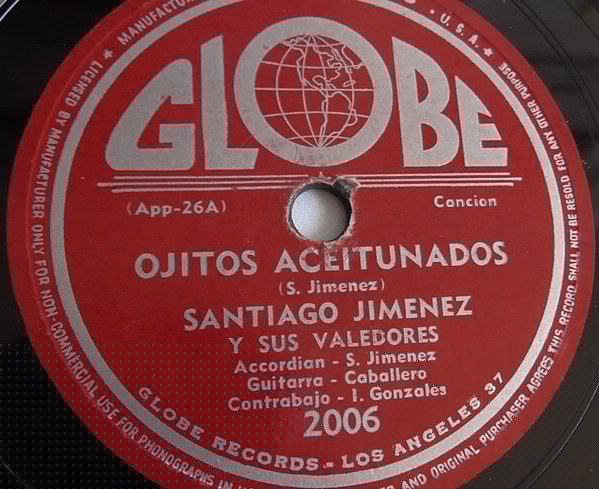 GLOBE
(App-26A)
Cancion
OJITOS ACEITUNADOS
(S. Jimenez)
SANTIAGO JIMENEZ
Y SUS VALEDORES
Accordian - S. Jimenez
Guitarra - Caballero
Contrabajo - I. Gonzales
2006
GLOBE RECORDS - LOS ANGELES 37
U.S.A. ★
★ LICENSED BY MANUFACTURER ONLY FOR NON-COMMERCIAL USE FOR PHONOGRAPHS IN
AND ORIGINAL PURCHASER AGREES THIS RECORD SHALL NOT BE RESOLD FOR ANY OTHER PURPOSE